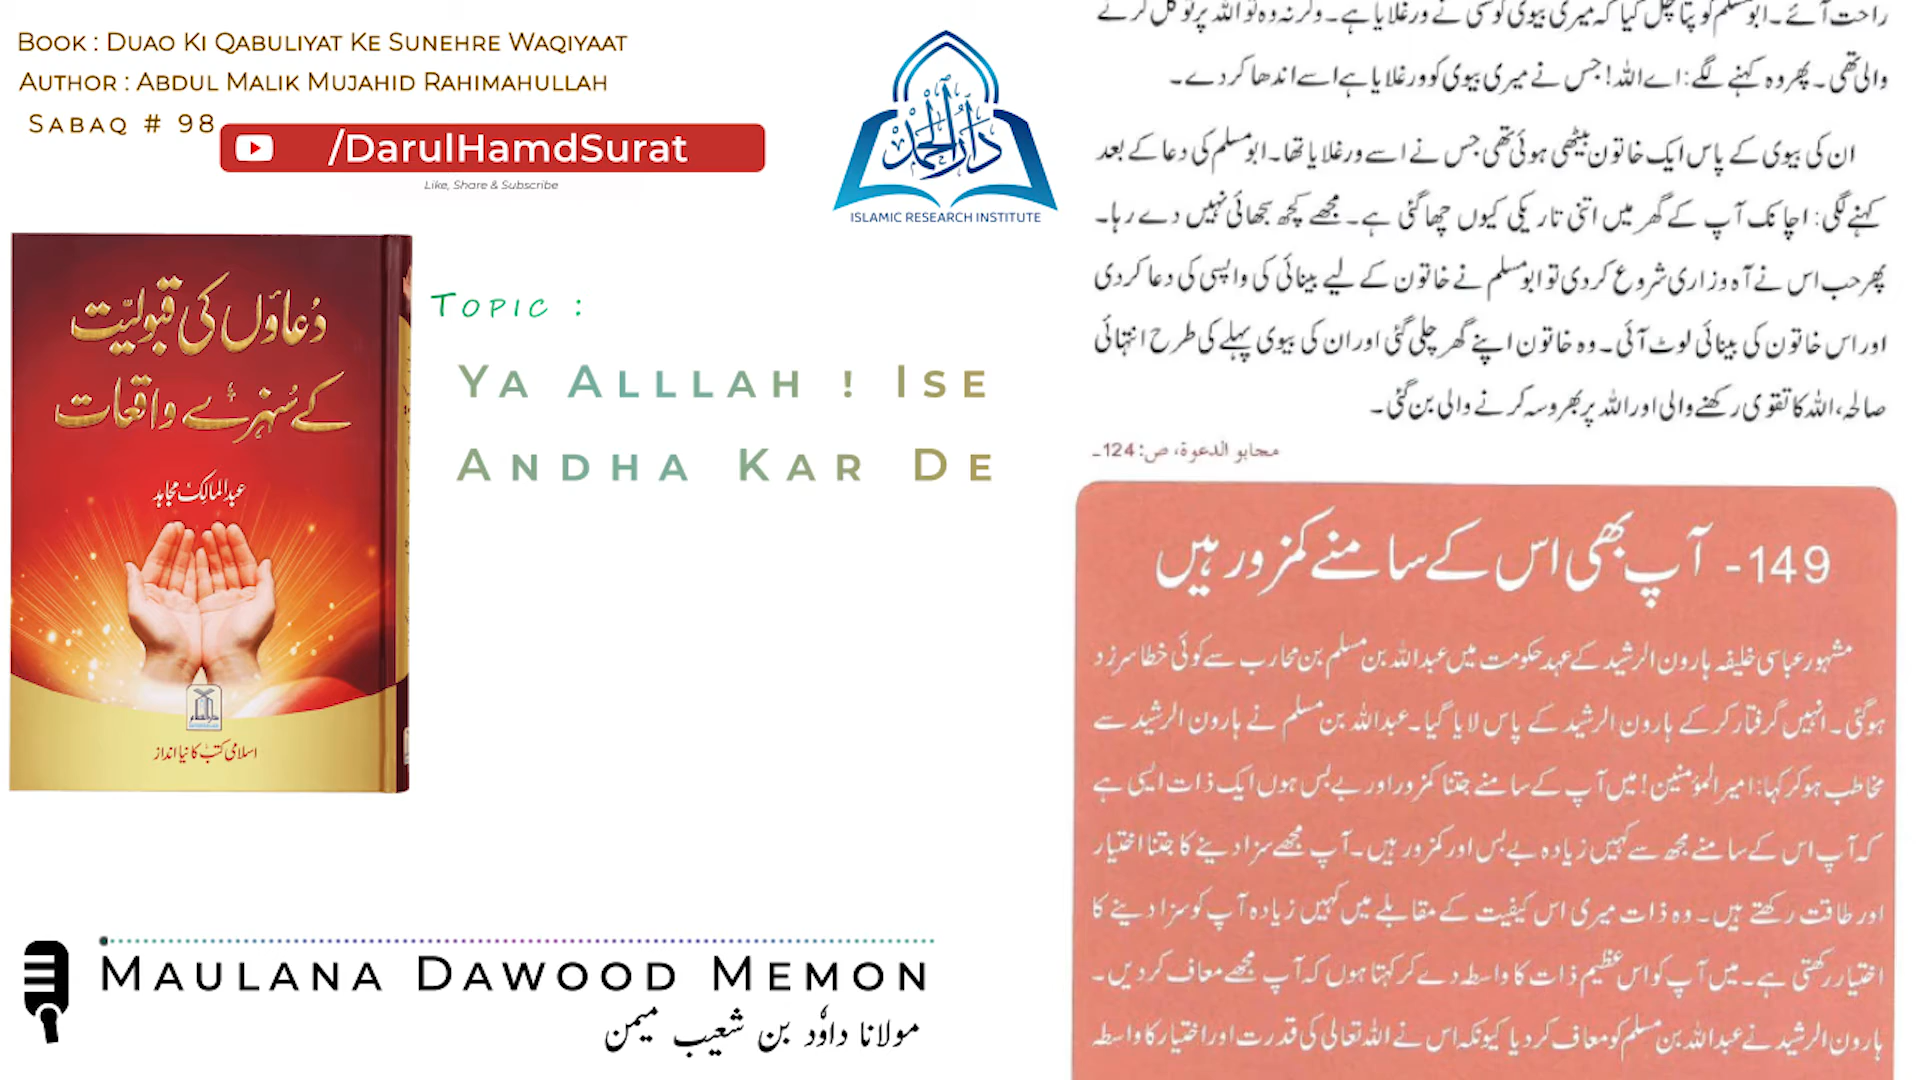 Book : Duao Ki Qabuliyat Ke Sunehre Waqiyaat
Author : Abdul Malik Mujahid Rahimahullah
Sabaq # 98
/DarulHamdSurat
Like, Share & Subscribe
دار الحمد
ISLAMIC RESEARCH INSTITUTE
دُعاؤں کی قبولیّت
کے سُنہرے واقعات
عبدالمالک مجاہد
اسلامی کتب کا نیا انداز
Topic :
Ya Alllah ! Ise
Andha Kar De
Maulana Dawood Memon
مولانا داوٗد بن شعیب میمن
راحت آئے۔ ابو مسلم کو پتا چل گیا کہ میری بیوی کو کسی نے ورغلایا ہے۔ وگرنہ وہ تو اللہ پر توکل کرنے
والی تھی۔ پھر وہ کہنے لگے: اے اللہ! جس نے میری بیوی کو ورغلایا ہے اسے اندھا کر دے۔
ان کی بیوی کے پاس ایک خاتون بیٹھی ہوئی تھی جس نے اسے ورغلایا تھا۔ ابو مسلم کی دعا کے بعد
کہنے لگی: اچانک آپ کے گھر میں اتنی تاریکی کیوں چھا گئی ہے۔ مجھے کچھ سجھائی نہیں دے رہا۔
پھر جب اس نے آہ وزاری شروع کر دی تو ابو مسلم نے خاتون کے لیے بینائی کی واپسی کی دعا کر دی
اور اس خاتون کی بینائی لوٹ آئی۔ وہ خاتون اپنے گھر چلی گئی اور ان کی بیوی پہلے کی طرح انتہائی
صالحہ، اللہ کا تقوی رکھنے والی اور اللہ پر بھروسہ کرنے والی بن گئی۔
مجابو الدعوة، ص: 124۔
149- آپ بھی اس کے سامنے کمزور ہیں
مشہور عباسی خلیفہ ہارون الرشید کے عہد حکومت میں عبداللہ بن مسلم بن محارب سے کوئی خطا سرزد
ہوگئی۔ انہیں گرفتار کر کے ہارون الرشید کے پاس لایا گیا۔ عبداللہ بن مسلم نے ہارون الرشید سے
مخاطب ہو کر کہا: امیر المؤمنین! میں آپ کے سامنے جتنا کمزور اور بے بس ہوں ایک ذات ایسی ہے
کہ آپ اس کے سامنے مجھ سے کہیں زیادہ بے بس اور کمزور ہیں۔ آپ مجھے سزا دینے کا جتنا اختیار
اور طاقت رکھتے ہیں۔ وہ ذات میری اس کیفیت کے مقابلے میں کہیں زیادہ آپ کو سزا دینے کا
اختیار رکھتی ہے۔ میں آپ کو اس عظیم ذات کا واسطہ دے کر کہتا ہوں کہ آپ مجھے معاف کر دیں۔
ہارون الرشید نے عبداللہ بن مسلم کو معاف کر دیا کیونکہ اس نے اللہ تعالی کی قدرت اور اختیار کا واسطہ